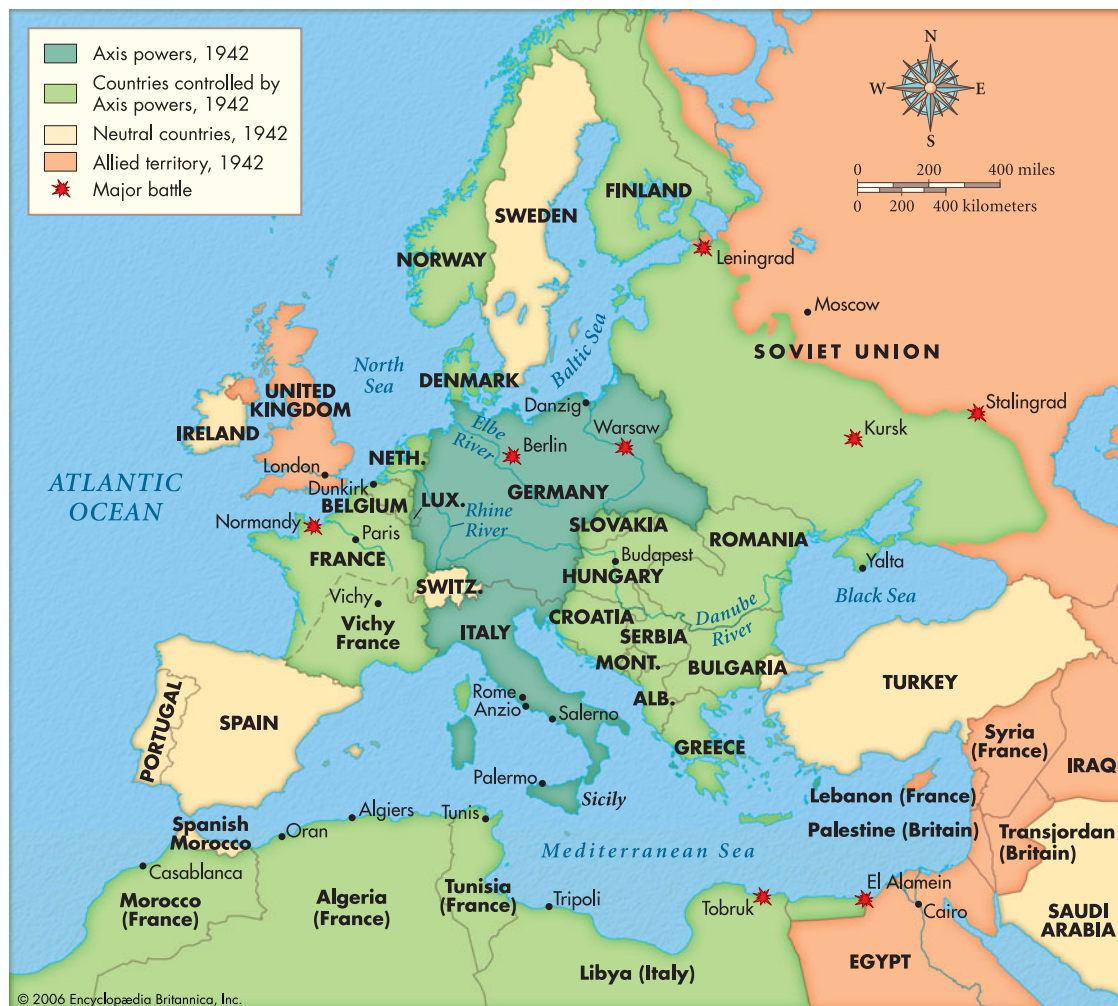 Axis powers, 1942
Countries controlled by
Axis powers, 1942
Neutral countries, 1942
Allied territory, 1942
Major battle
N
W
E
S
0 200 400 miles
0 200 400 kilometers
FINLAND
SWEDEN
NORWAY
Leningrad
Moscow
SOVIET UNION
North
Sea
Baltic Sea
DENMARK
UNITED
KINGDOM
IRELAND
Danzig
Stalingrad
Elbe
River
Berlin
Warsaw
Kursk
NETH.
London
Dunkirk
ATLANTIC
OCEAN
BELGIUM
LUX.
GERMANY
Rhine
River
Normandy
Paris
FRANCE
SLOVAKIA
ROMANIA
Budapest
HUNGARY
Yalta
SWITZ.
Vichy
Vichy
France
CROATIA
Danube
River
Black Sea
ITALY
SERBIA
MONT.
BULGARIA
TURKEY
PORTUGAL
SPAIN
Rome
Anzio
Salerno
ALB.
GREECE
Syria
(France)
IRAQ
Palermo
Sicily
Lebanon (France)
Palestine (Britain)
Transjordan
(Britain)
Spanish
Morocco
Oran
Algiers
Tunis
Mediterranean Sea
Casablanca
Morocco
(France)
Algeria
(France)
Tunisia
(France)
Tripoli
Tobruk
El Alamein
Cairo
SAUDI
ARABIA
EGYPT
Libya (Italy)
© 2006 Encyclopædia Britannica, Inc.